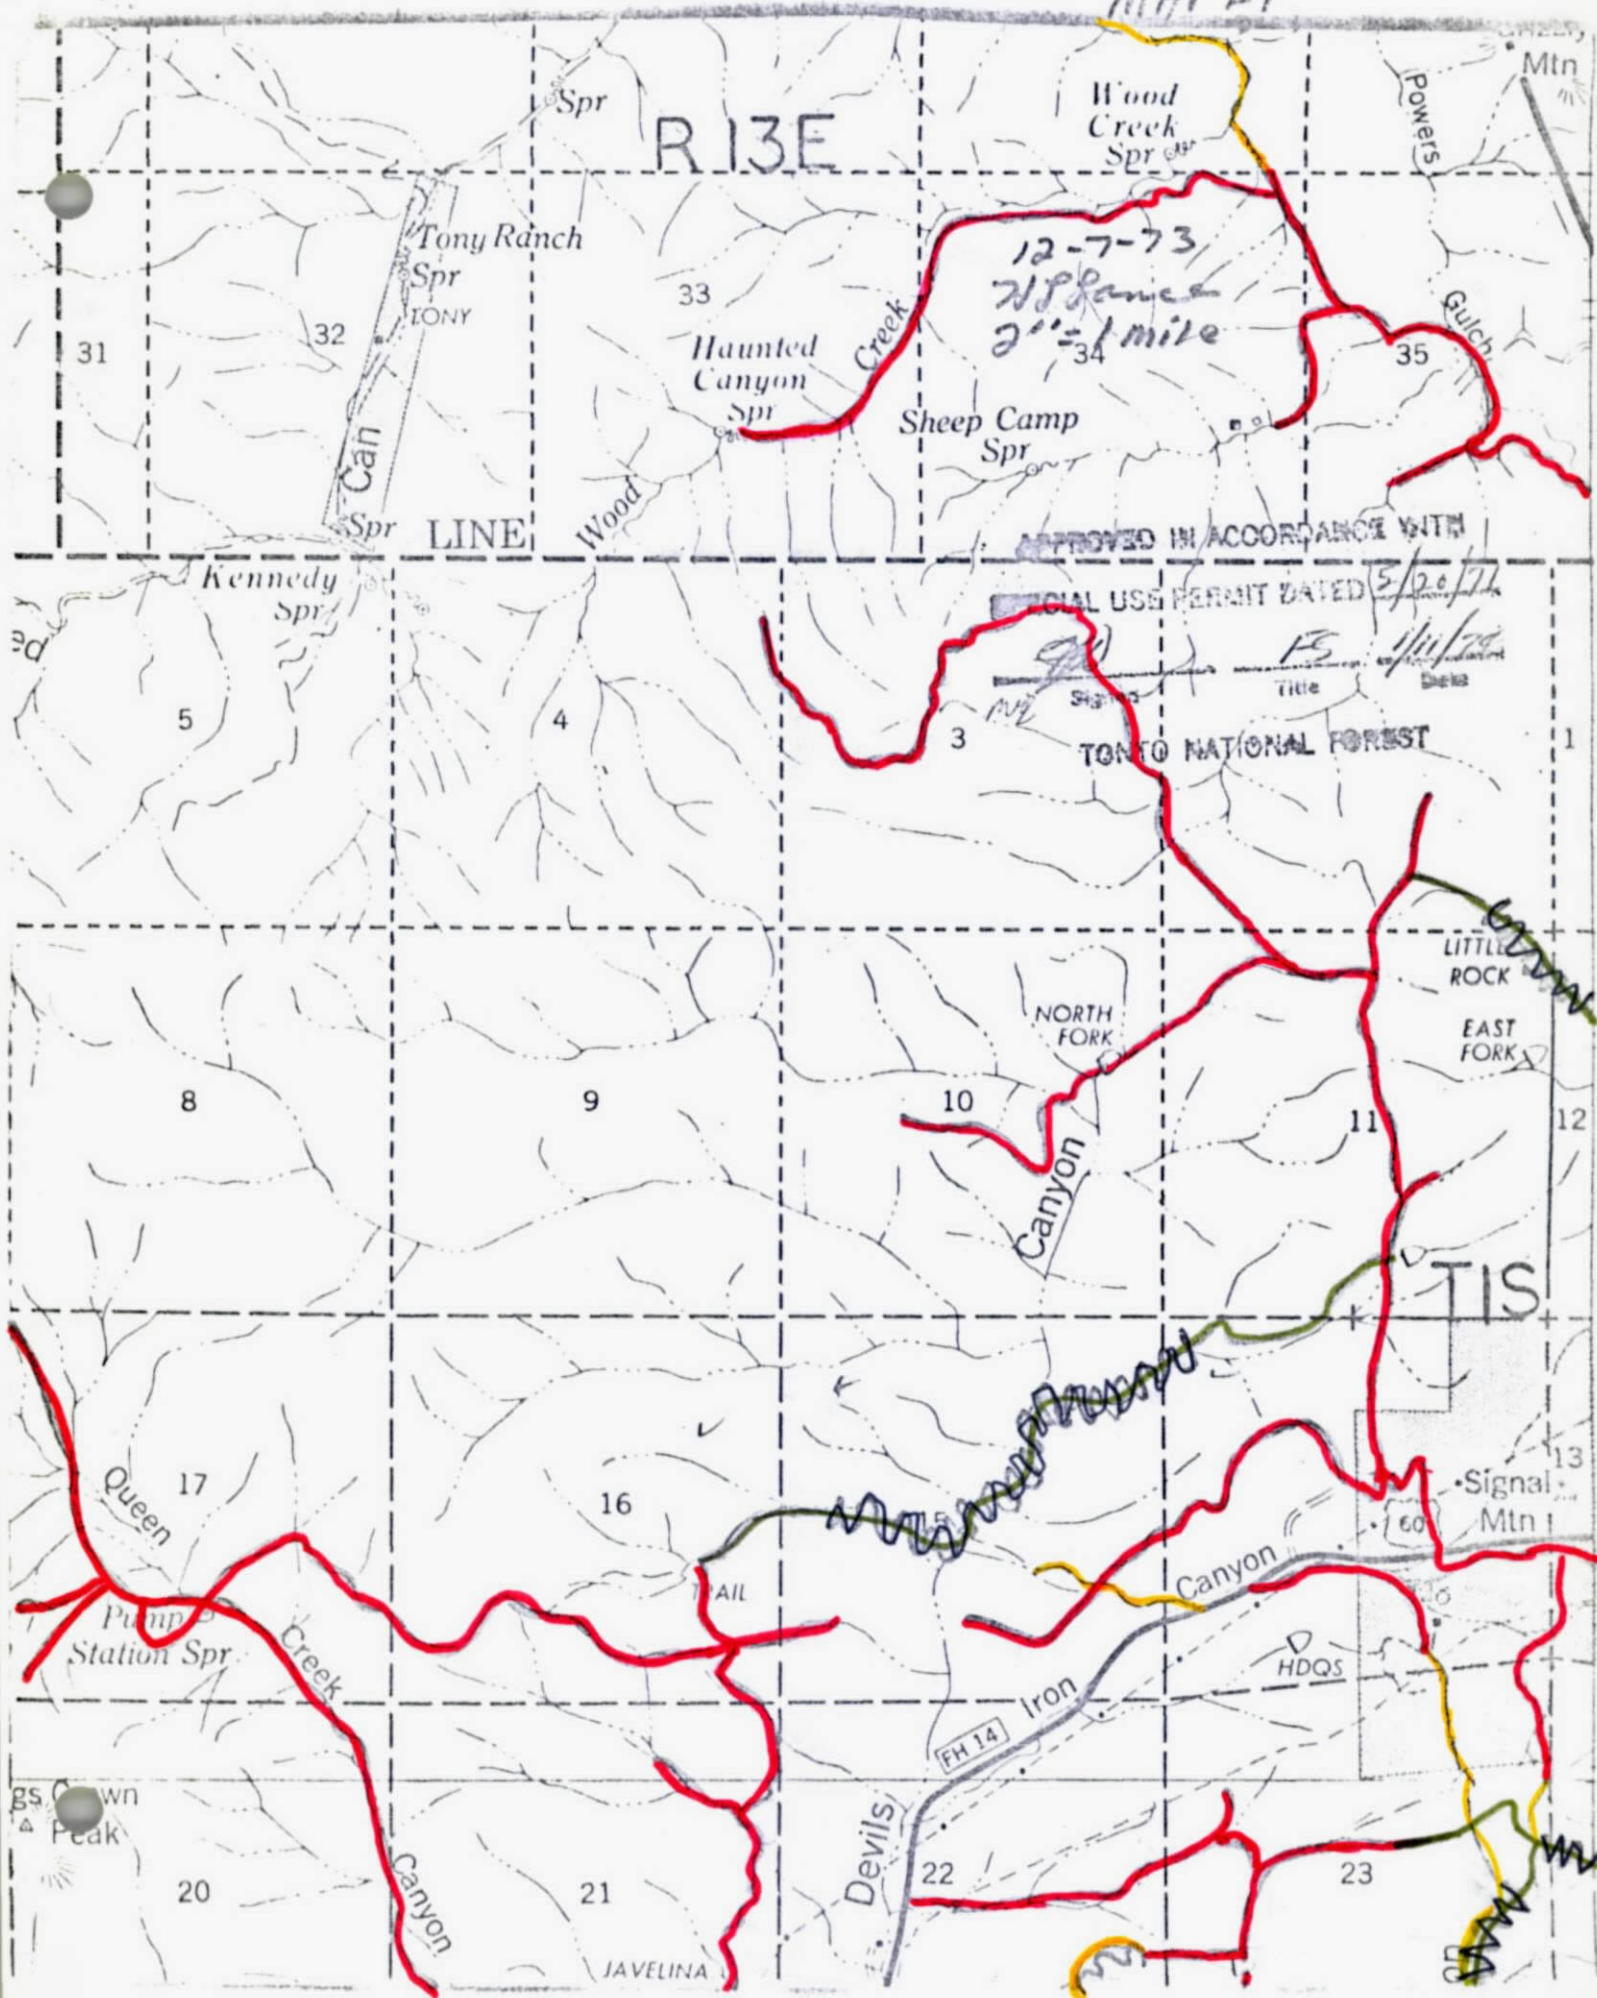 Mtn
Spr
R 13E
Wood
Creek
Spr
Powers
Tony Ranch
Spr
TONY
12-7-73
2"=1 mile
31
32
33
34
35
Gulch
Haunted
Canyon
Spr
Creek
Sheep Camp
Spr
Can
Spr
LINE
Wood
APPROVED IN ACCORDANCE WITH
Kennedy
Spr
USE PERMIT DATED 5/20/71
FS
Signed
Title
Date
5
4
3
1
TONTO NATIONAL FOREST
LITTLE
ROCK
NORTH
FORK
EAST
FORK
8
9
10
11
12
Canyon
T1S
Queen
17
16
13
Signal
Mtn
60
TRAIL
Canyon
Pump
Station Spr
Creek
HDQS
Iron
FH 14
Peak
Devils
20
Canyon
21
22
23
JAVELINA